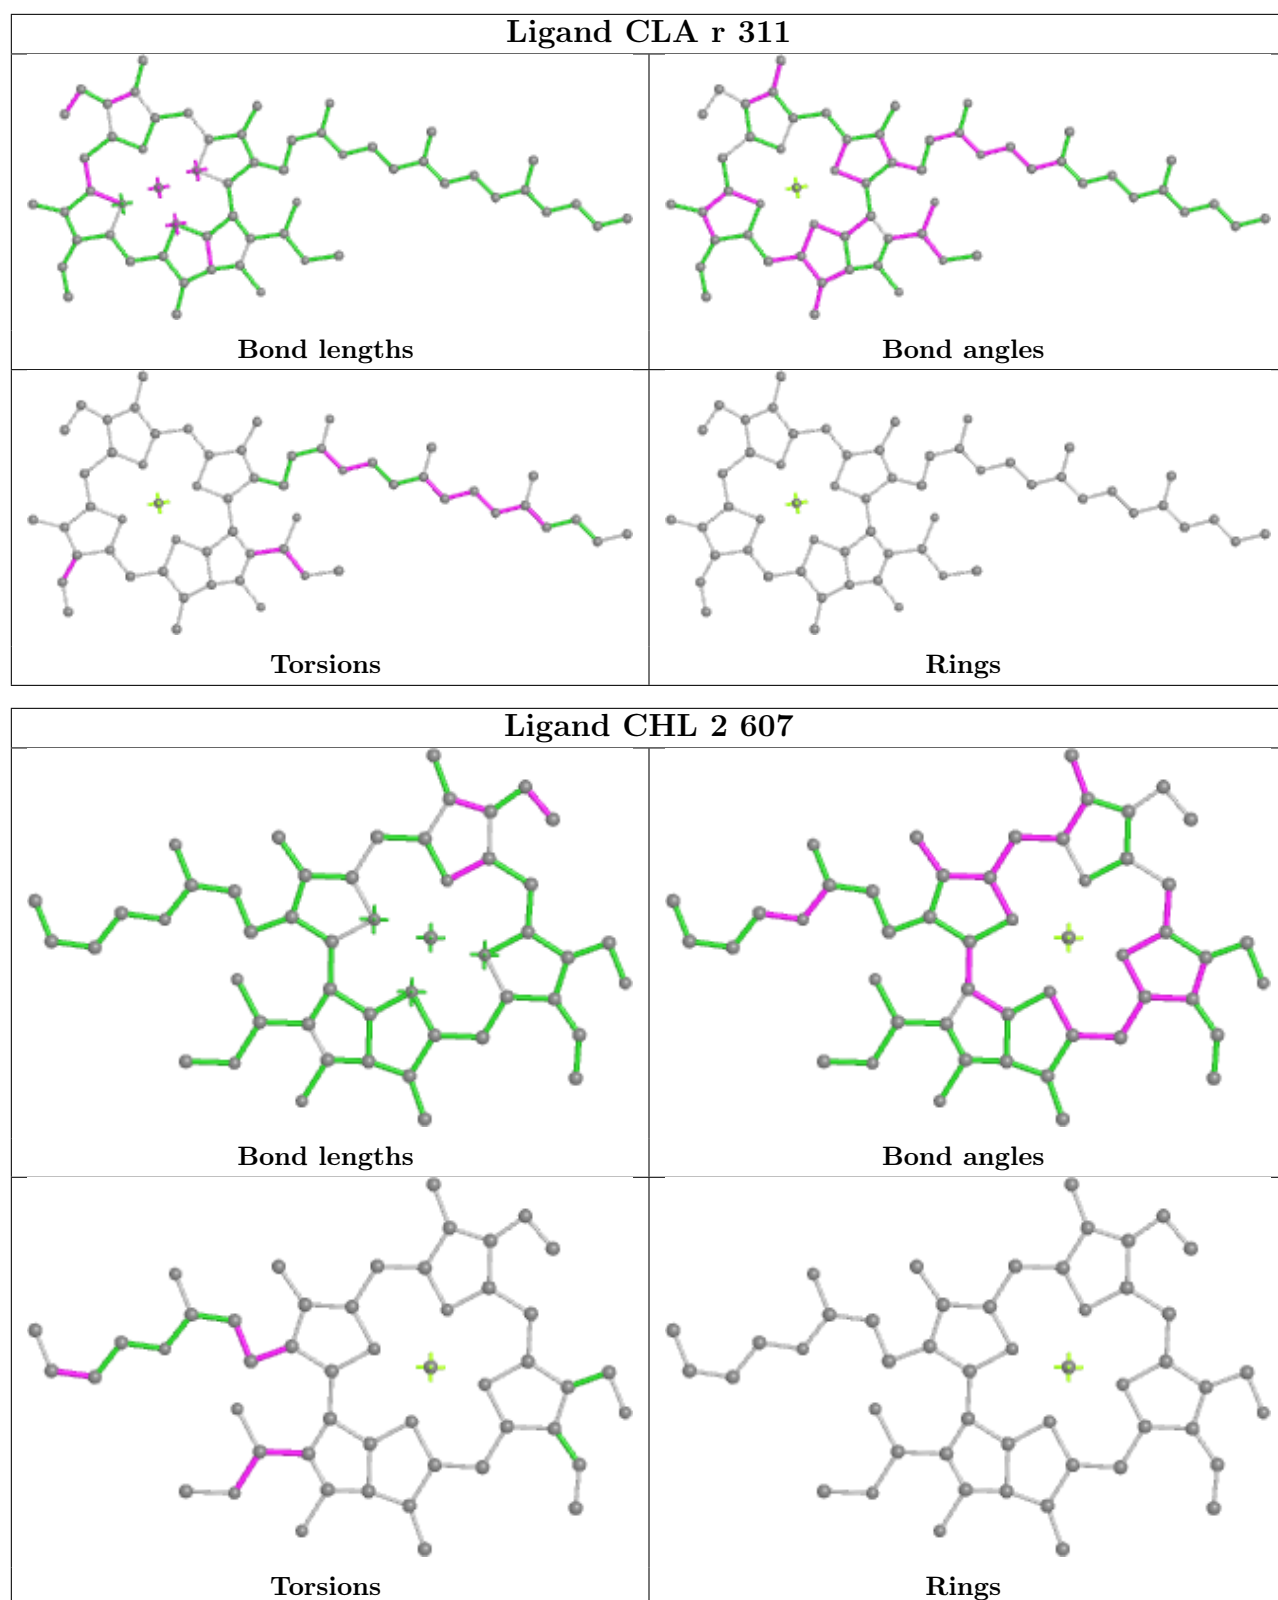 Ligand CLA r 311
Bond lengths
Bond angles
Torsions
Rings
Ligand CHL 2 607
Bond lengths
Bond angles
Torsions
Rings